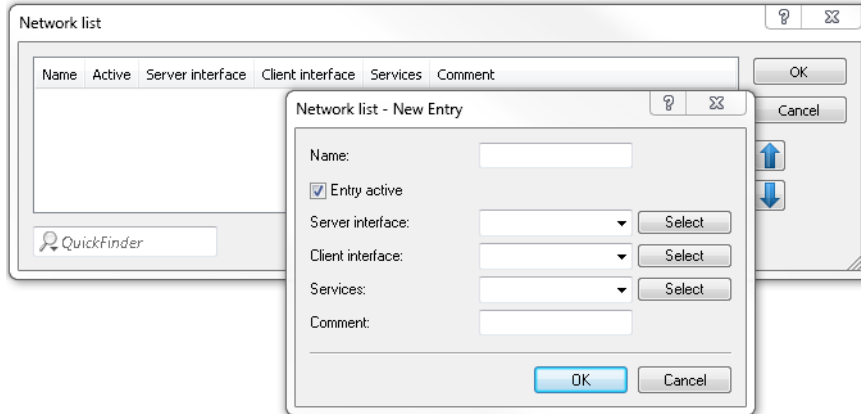 Network list
Name Active Server interface Client interface Services Comment
OK
Cancel
QuickFinder
Network list - New Entry
Name:
Entry active
Server interface: Select
Client interface: Select
Services: Select
Comment:
OK Cancel